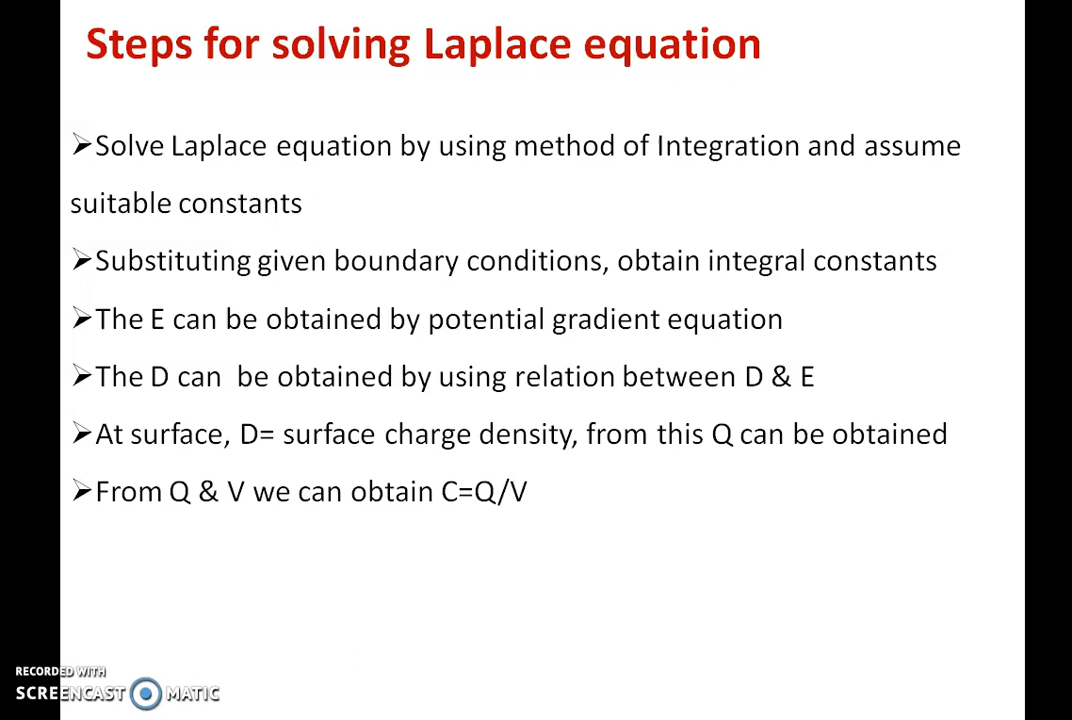 Steps for solving Laplace equation
➢Solve Laplace equation by using method of Integration and assume
suitable constants
➢Substituting given boundary conditions, obtain integral constants
➢The E can be obtained by potential gradient equation
➢The D can  be obtained by using relation between D & E
➢At surface, D= surface charge density, from this Q can be obtained
➢From Q & V we can obtain C=Q/V
RECORDED WITH
SCREENCAST MATIC